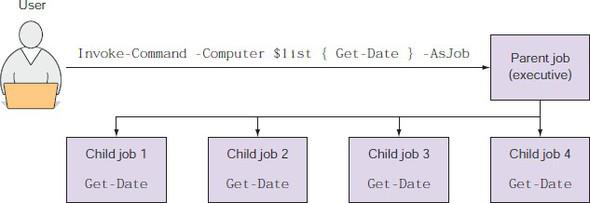 User
Invoke-Command -Computer $list { Get-Date } -AsJob
Parent job
(executive)
Child job 1
Get-Date
Child job 2
Get-Date
Child job 3
Get-Date
Child job 4
Get-Date